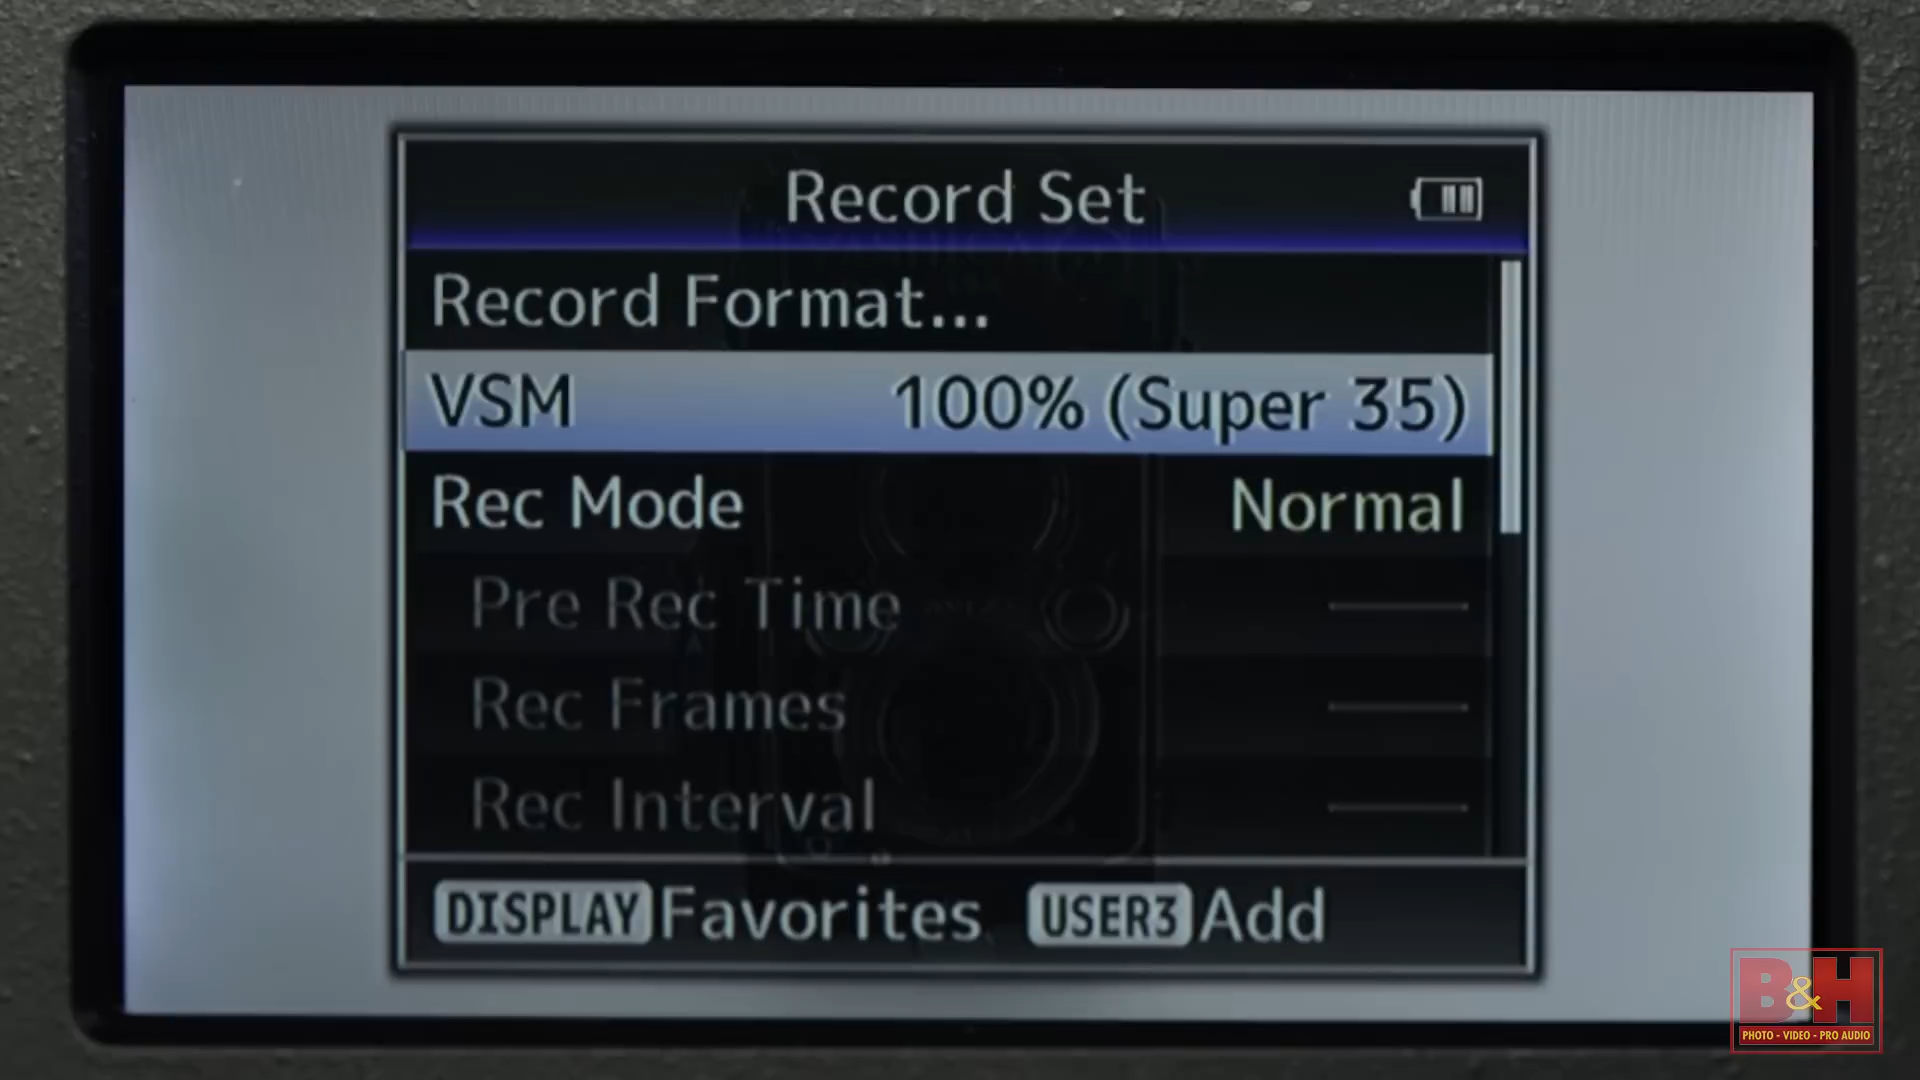 Record Set
Record Format...
VSM 100% (Super 35)
Rec Mode Normal
Pre Rec Time
Rec Frames
Rec Interval
DISPLAY Favorites USER3 Add
B&H
PHOTO - VIDEO - PRO AUDIO